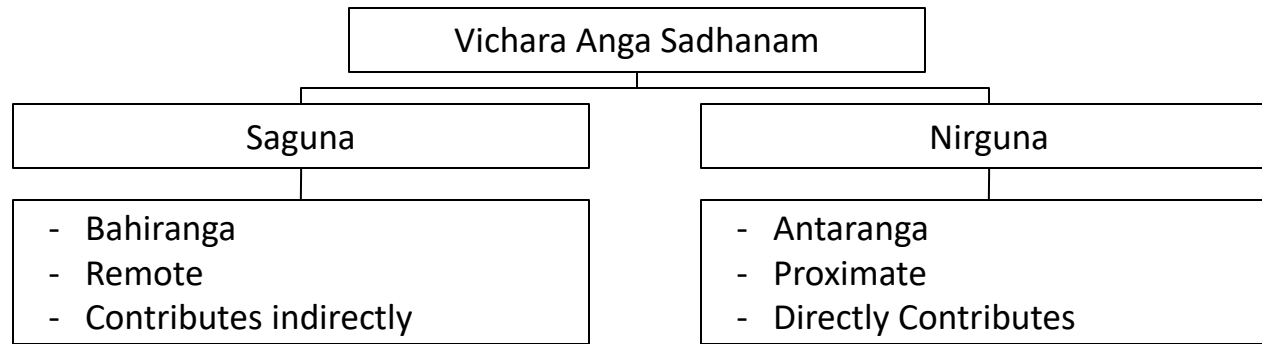 Vichara Anga Sadhanam
Saguna
Nirguna
- Bahiranga
- Remote
- Contributes indirectly
- Antaranga
- Proximate
- Directly Contributes